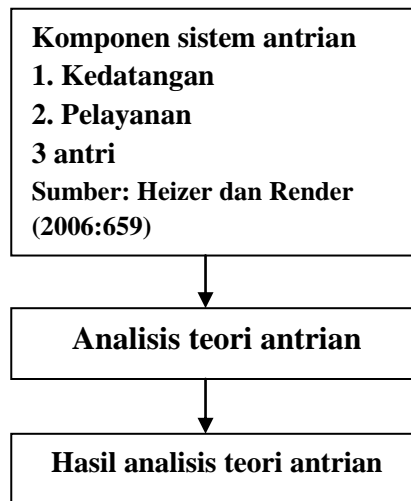 Komponen sistem antrian
1. Kedatangan
2. Pelayanan
3 antri
Sumber: Heizer dan Render
(2006:659)
Analisis teori antrian
Hasil analisis teori antrian